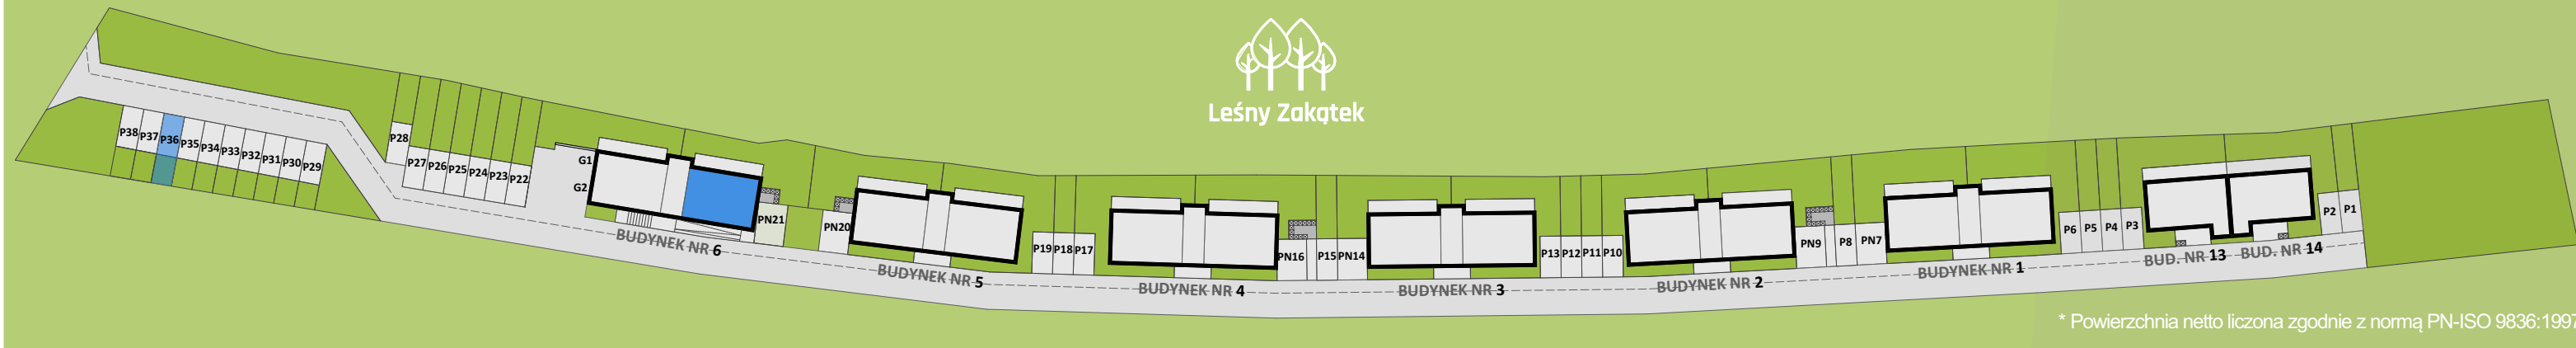 Leśny Zakątek
P38 P37 P36 P35 P34 P33 P32 P31 P30 P29
P28
P27 P26 P25 P24 P23 P22
G1
G2
PN21
BUDYNEK NR 6
PN20
BUDYNEK NR 5
P19 P18 P17
BUDYNEK NR 4
PN16 P15 PN14
BUDYNEK NR 3
P13 P12 P11 P10
BUDYNEK NR 2
PN9 P8 PN7
BUDYNEK NR 1
P6 P5 P4 P3
BUD. NR 13
BUD. NR 14
P2 P1
* Powierzchnia netto liczona zgodnie z normą PN-ISO 9836:1997